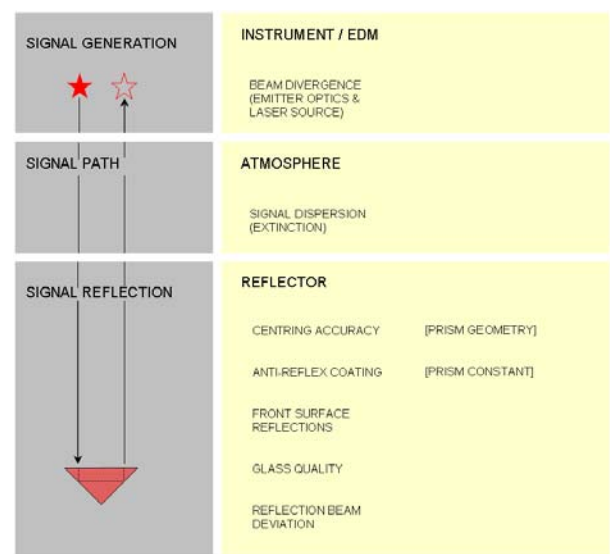 SIGNAL GENERATION
INSTRUMENT / EDM
BEAM DIVERGENCE
(EMITTER OPTICS &
LASER SOURCE)
SIGNAL PATH
ATMOSPHERE
SIGNAL DISPERSION
(EXTINCTION)
SIGNAL REFLECTION
REFLECTOR
CENTRING ACCURACY [PRISM GEOMETRY]
ANTI-REFLEX COATING [PRISM CONSTANT]
FRONT SURFACE
REFLECTIONS
GLASS QUALITY
REFLECTION BEAM
DEVIATION